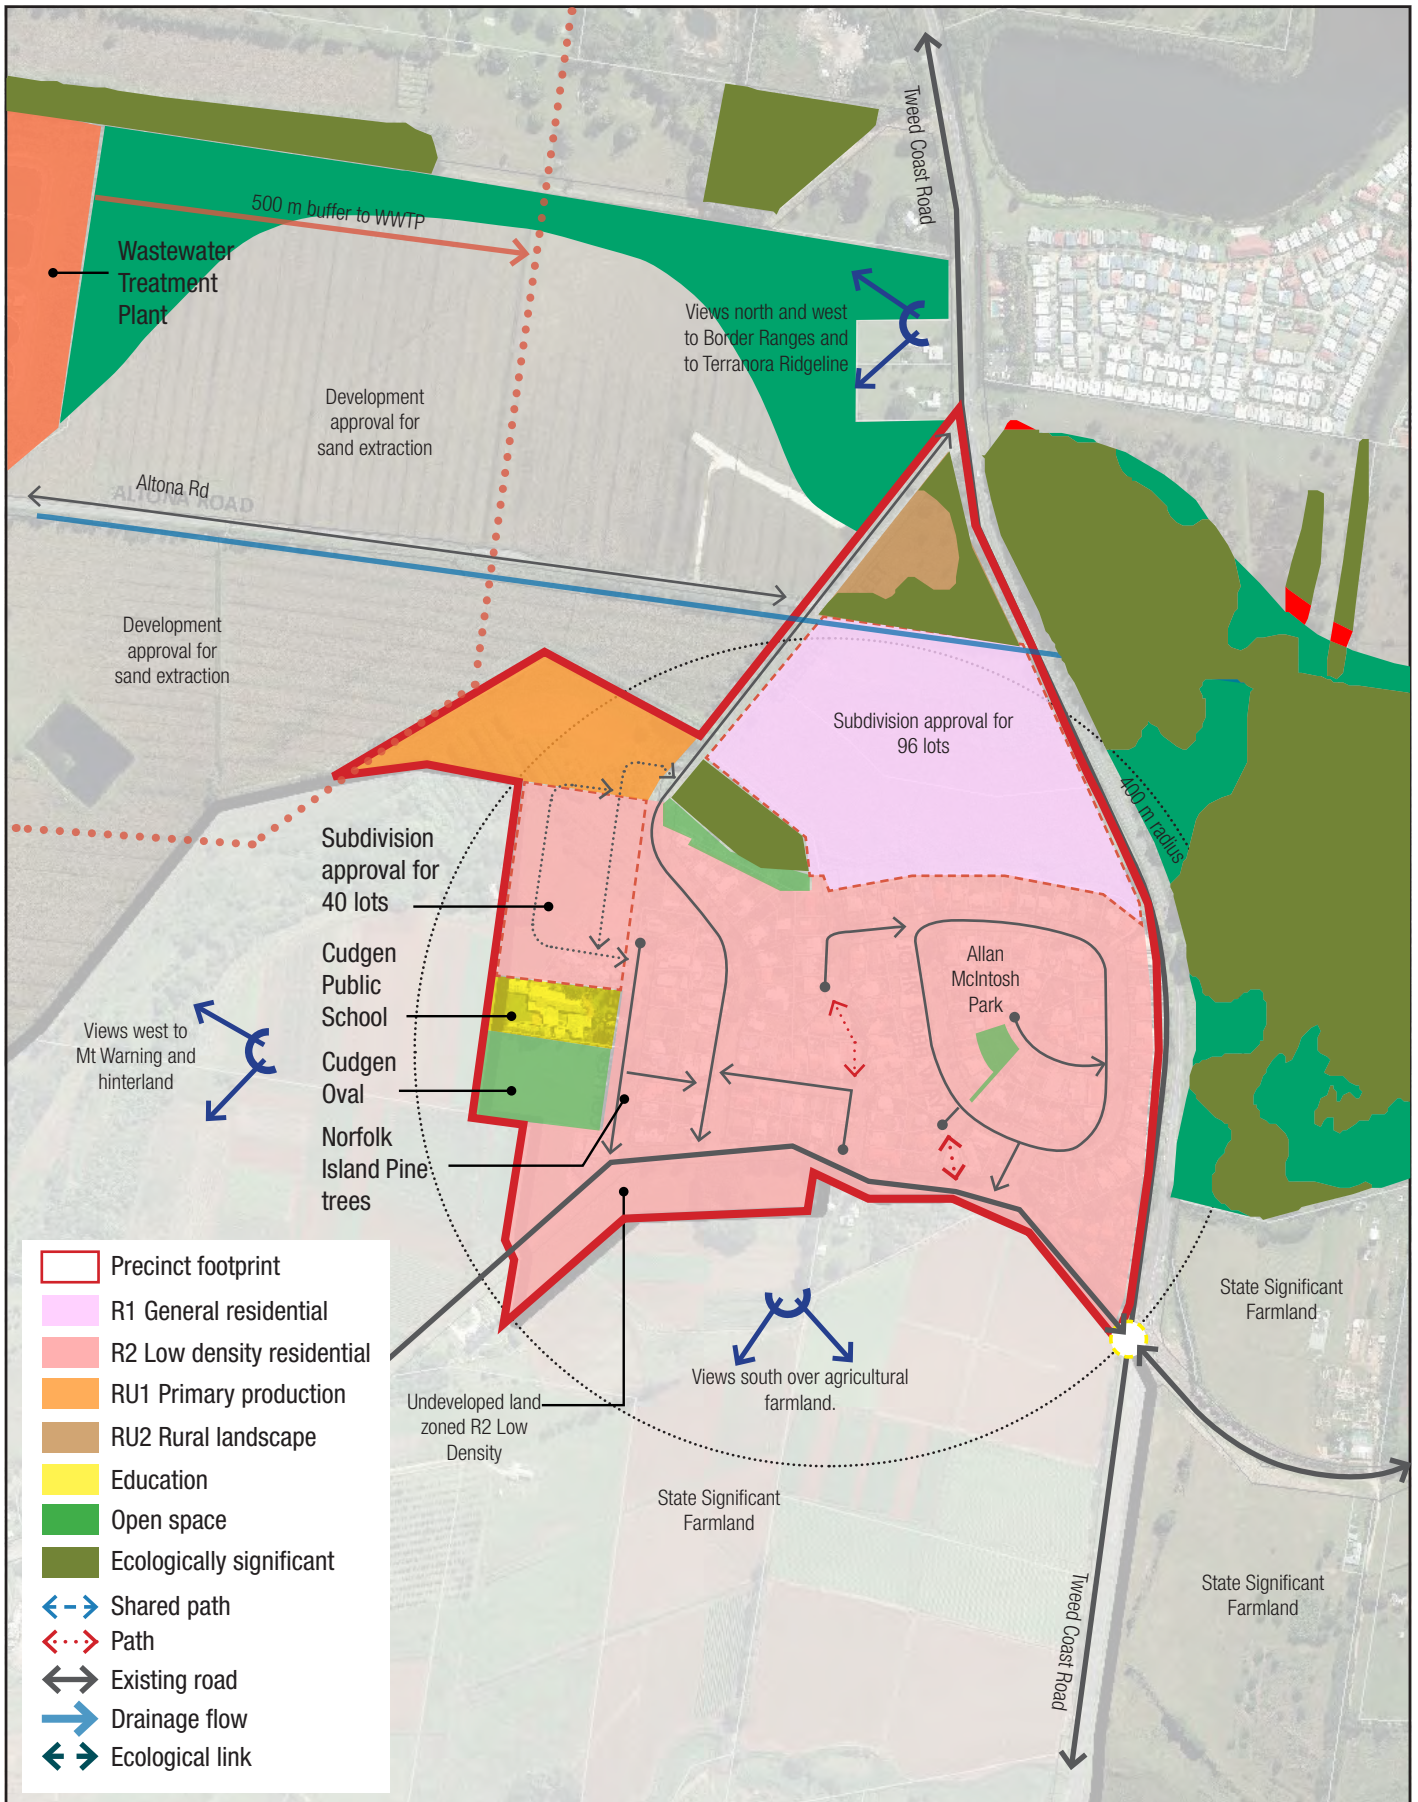 Tweed Coast Road
500 m buffer to WWTP
Wastewater
Treatment
Plant
Views north and west
to Border Ranges and
to Terranora Ridgeline
Development
approval for
sand extraction
Altona Rd
ALTONA ROAD
Development
approval for
sand extraction
Subdivision approval for
96 lots
400 m radius
Subdivision
approval for
40 lots
Cudgen
Public
School
Allan
McIntosh
Park
Views west to
Mt Warning and
hinterland
Cudgen
Oval
Norfolk
Island Pine
trees
State Significant
Farmland
Views south over agricultural
farmland.
Undeveloped land
zoned R2 Low
Density
State Significant
Farmland
State Significant
Farmland
Tweed Coast Road
Precinct footprint
R1 General residential
R2 Low density residential
RU1 Primary production
RU2 Rural landscape
Education
Open space
Ecologically significant
Shared path
Path
Existing road
Drainage flow
Ecological link